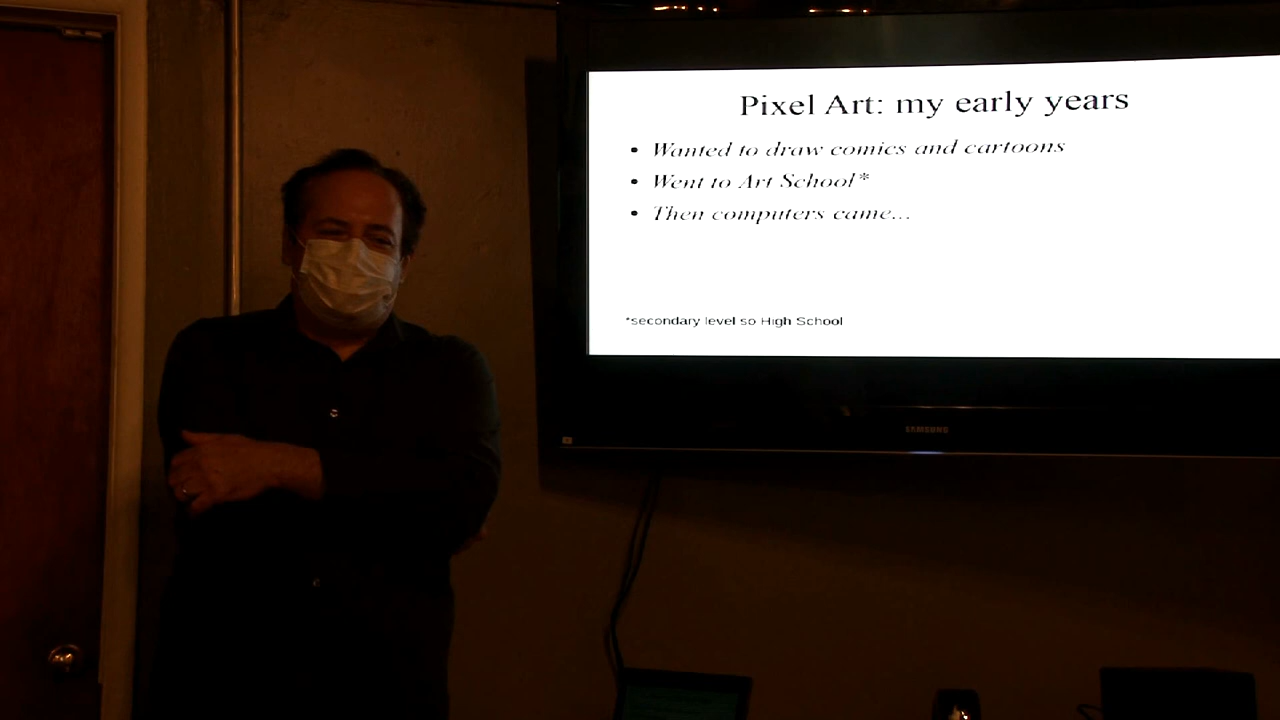 Pixel Art: my early years
• Wanted to draw comics and cartoons
• Went to Art School*
• Then computers came...
*secondary level so High School
SAMSUNG